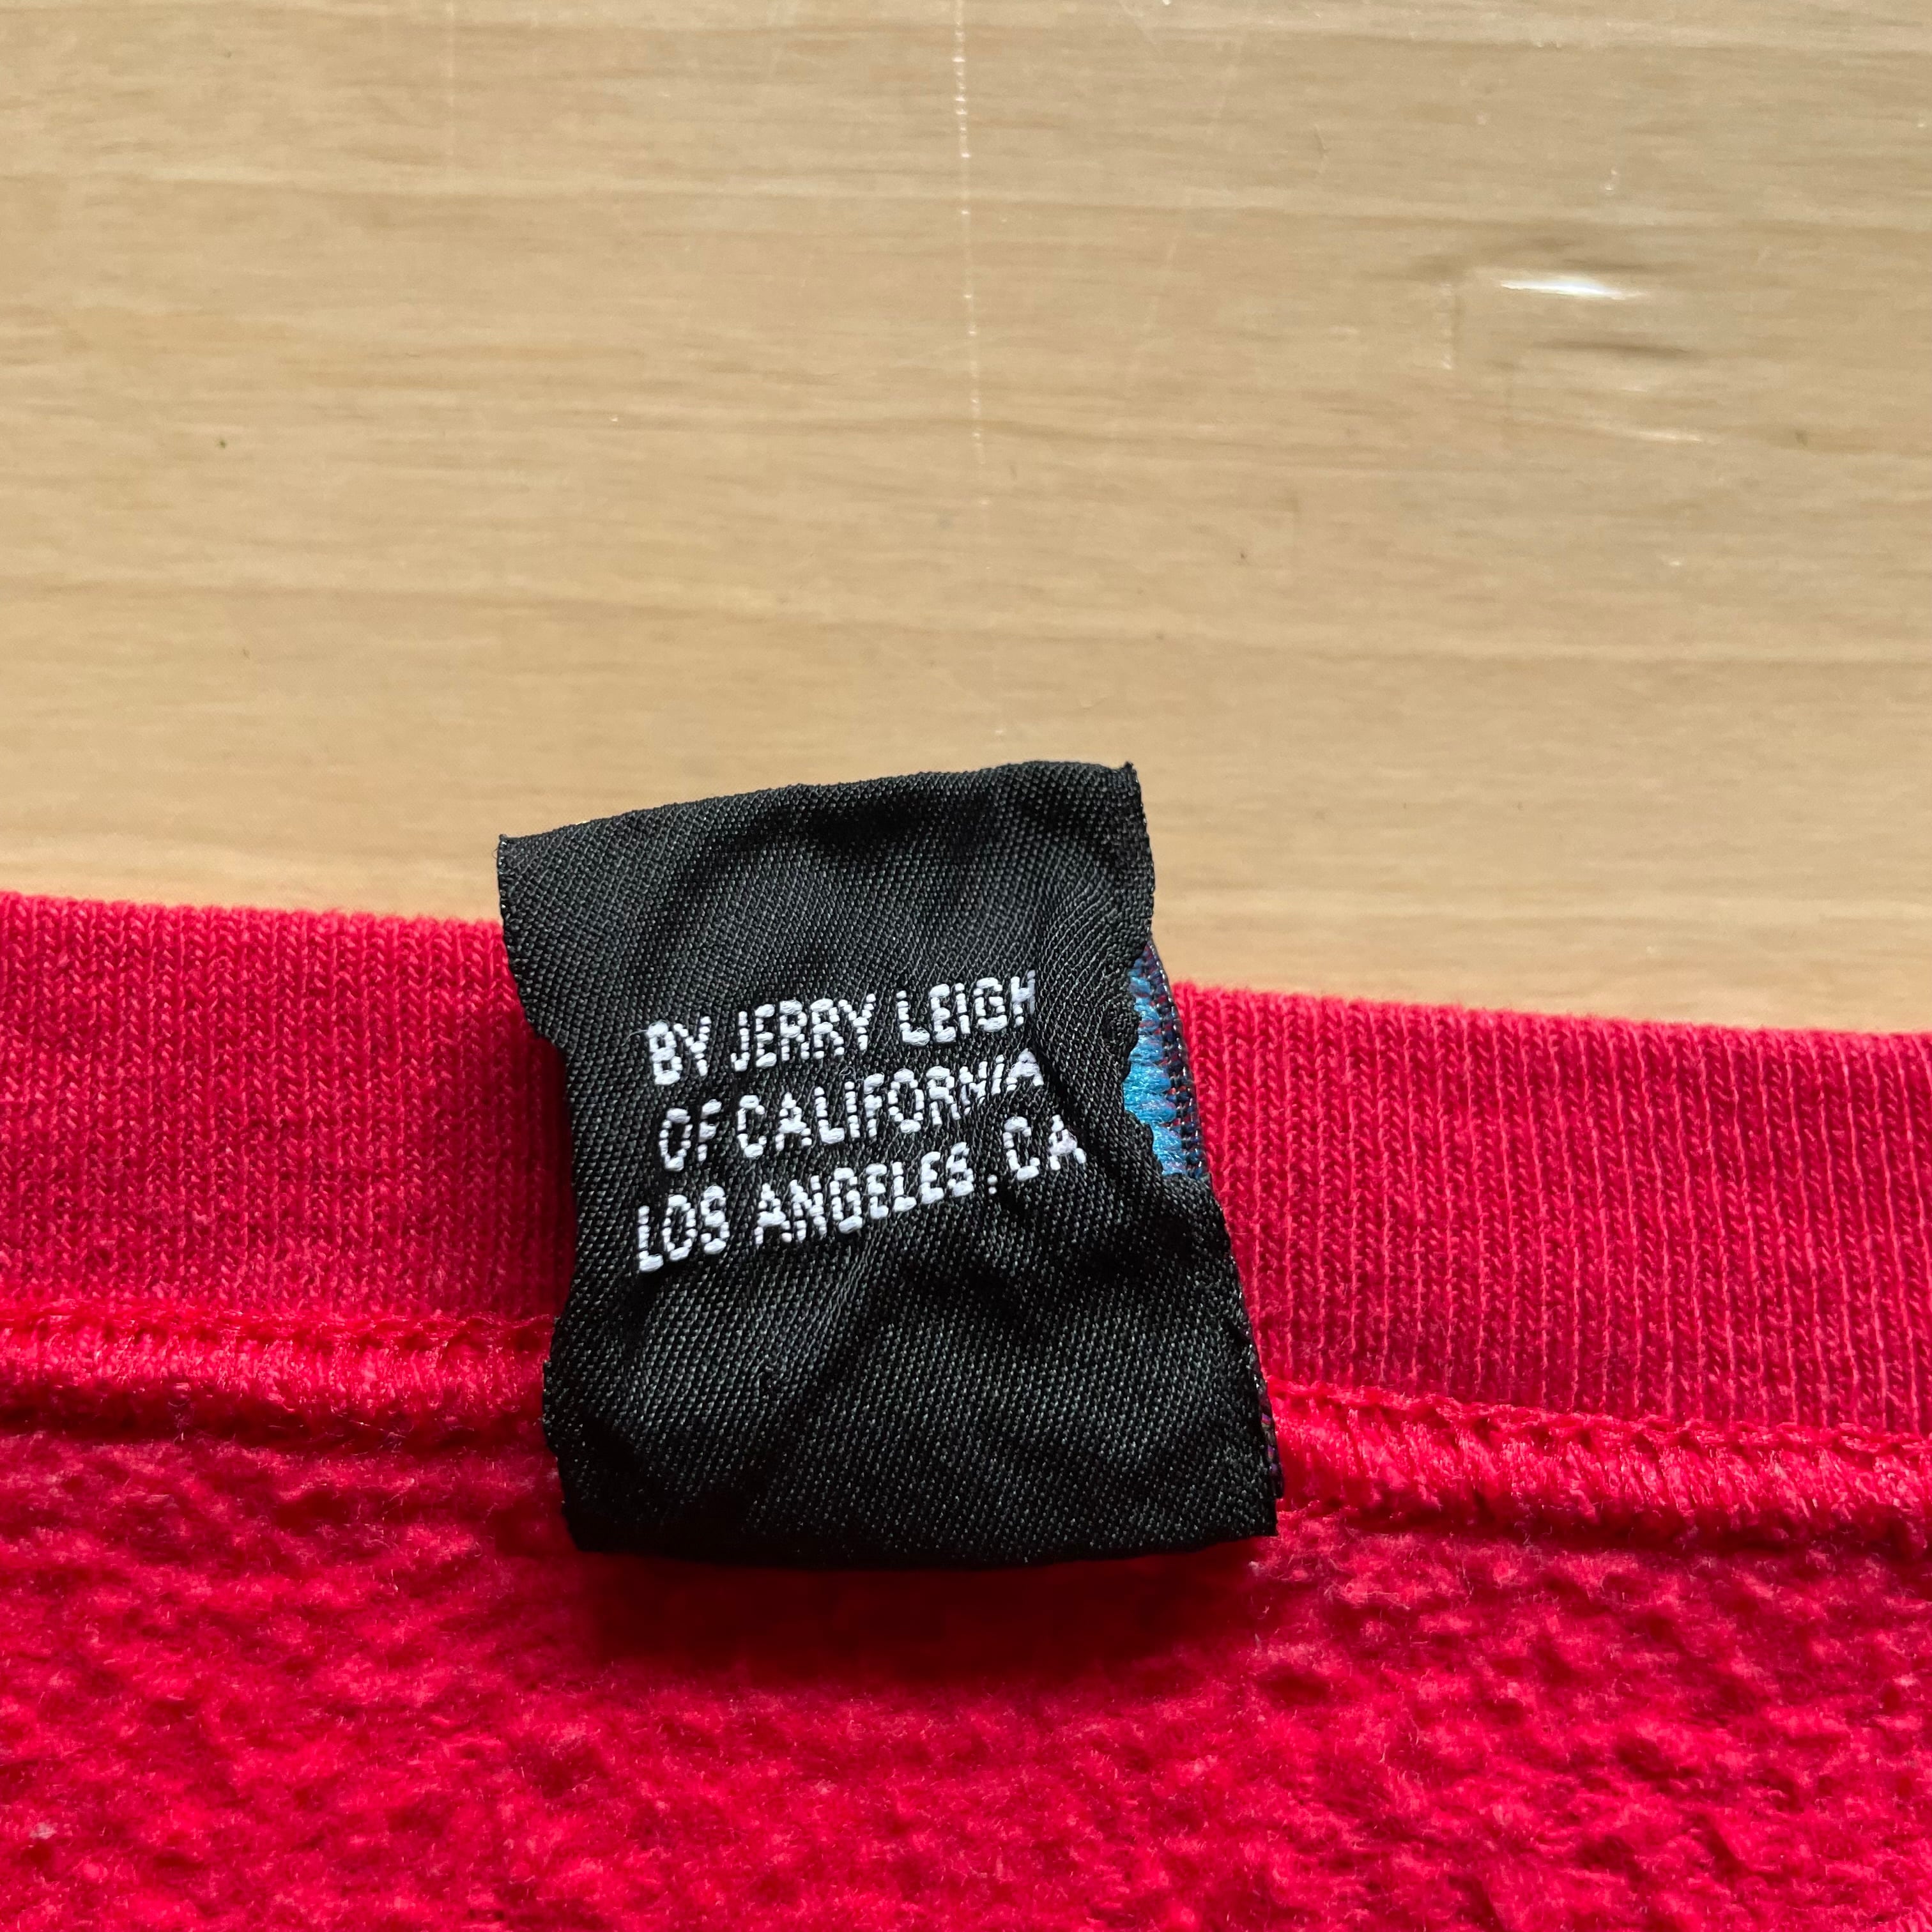 BY JERRY LEIGH
OF CALIFORNIA
LOS ANGELES, CA